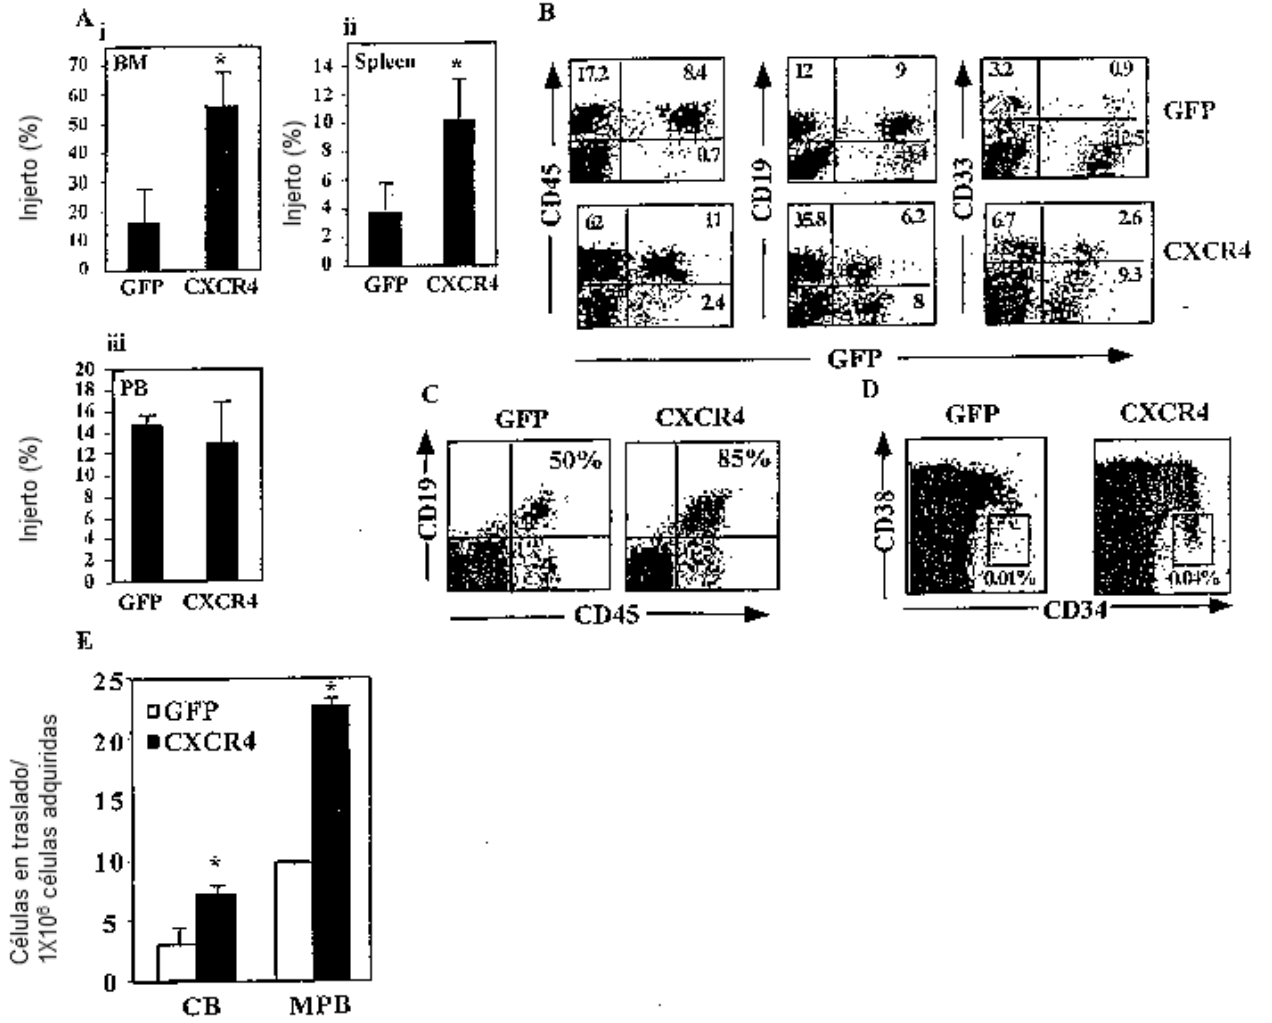 A
i
BM
*
70
60
50
40
30
20
10
0
Injerto (%)
GFP CXCR4
ii
Spleen
*
14
12
10
8
6
4
2
0
Injerto (%)
GFP CXCR4
iii
PB
20
18
16
14
12
10
8
6
4
2
0
Injerto (%)
GFP CXCR4
B
17.2 8.4
0.7
CD45
12 9
CD19
3.2 0.9
CD33
GFP
62 11
2.4
35.8 6.2
8
6.7 2.6
9.3
CXCR4
GFP
C
GFP CXCR4
50% 85%
CD19
CD45
D
GFP CXCR4
CD38
0.01% 0.04%
CD34
E
25
20
15
10
5
0
GFP
CXCR4
*
*
Células en traslado/
1X10⁶ células adquiridas
CB MPB